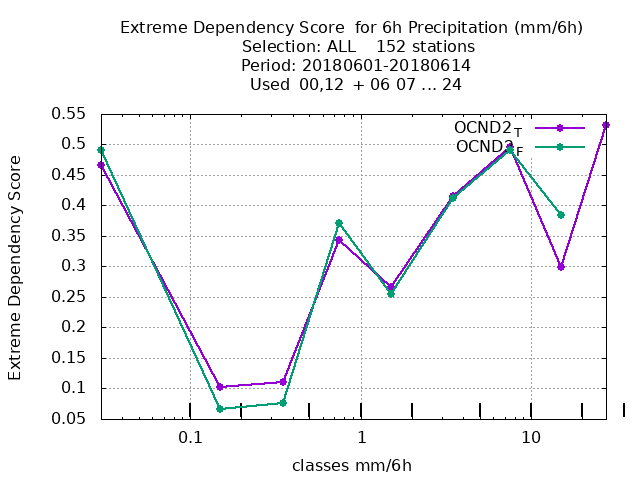 Extreme Dependency Score  for 6h Precipitation (mm/6h)
Selection: ALL    152 stations
Period: 20180601-20180614
Used  00,12  + 06 07 ... 24
OCND2_T
OCND2_F
Extreme Dependency Score
0.55
0.5
0.45
0.4
0.35
0.3
0.25
0.2
0.15
0.1
0.05
0.1
1
10
classes mm/6h